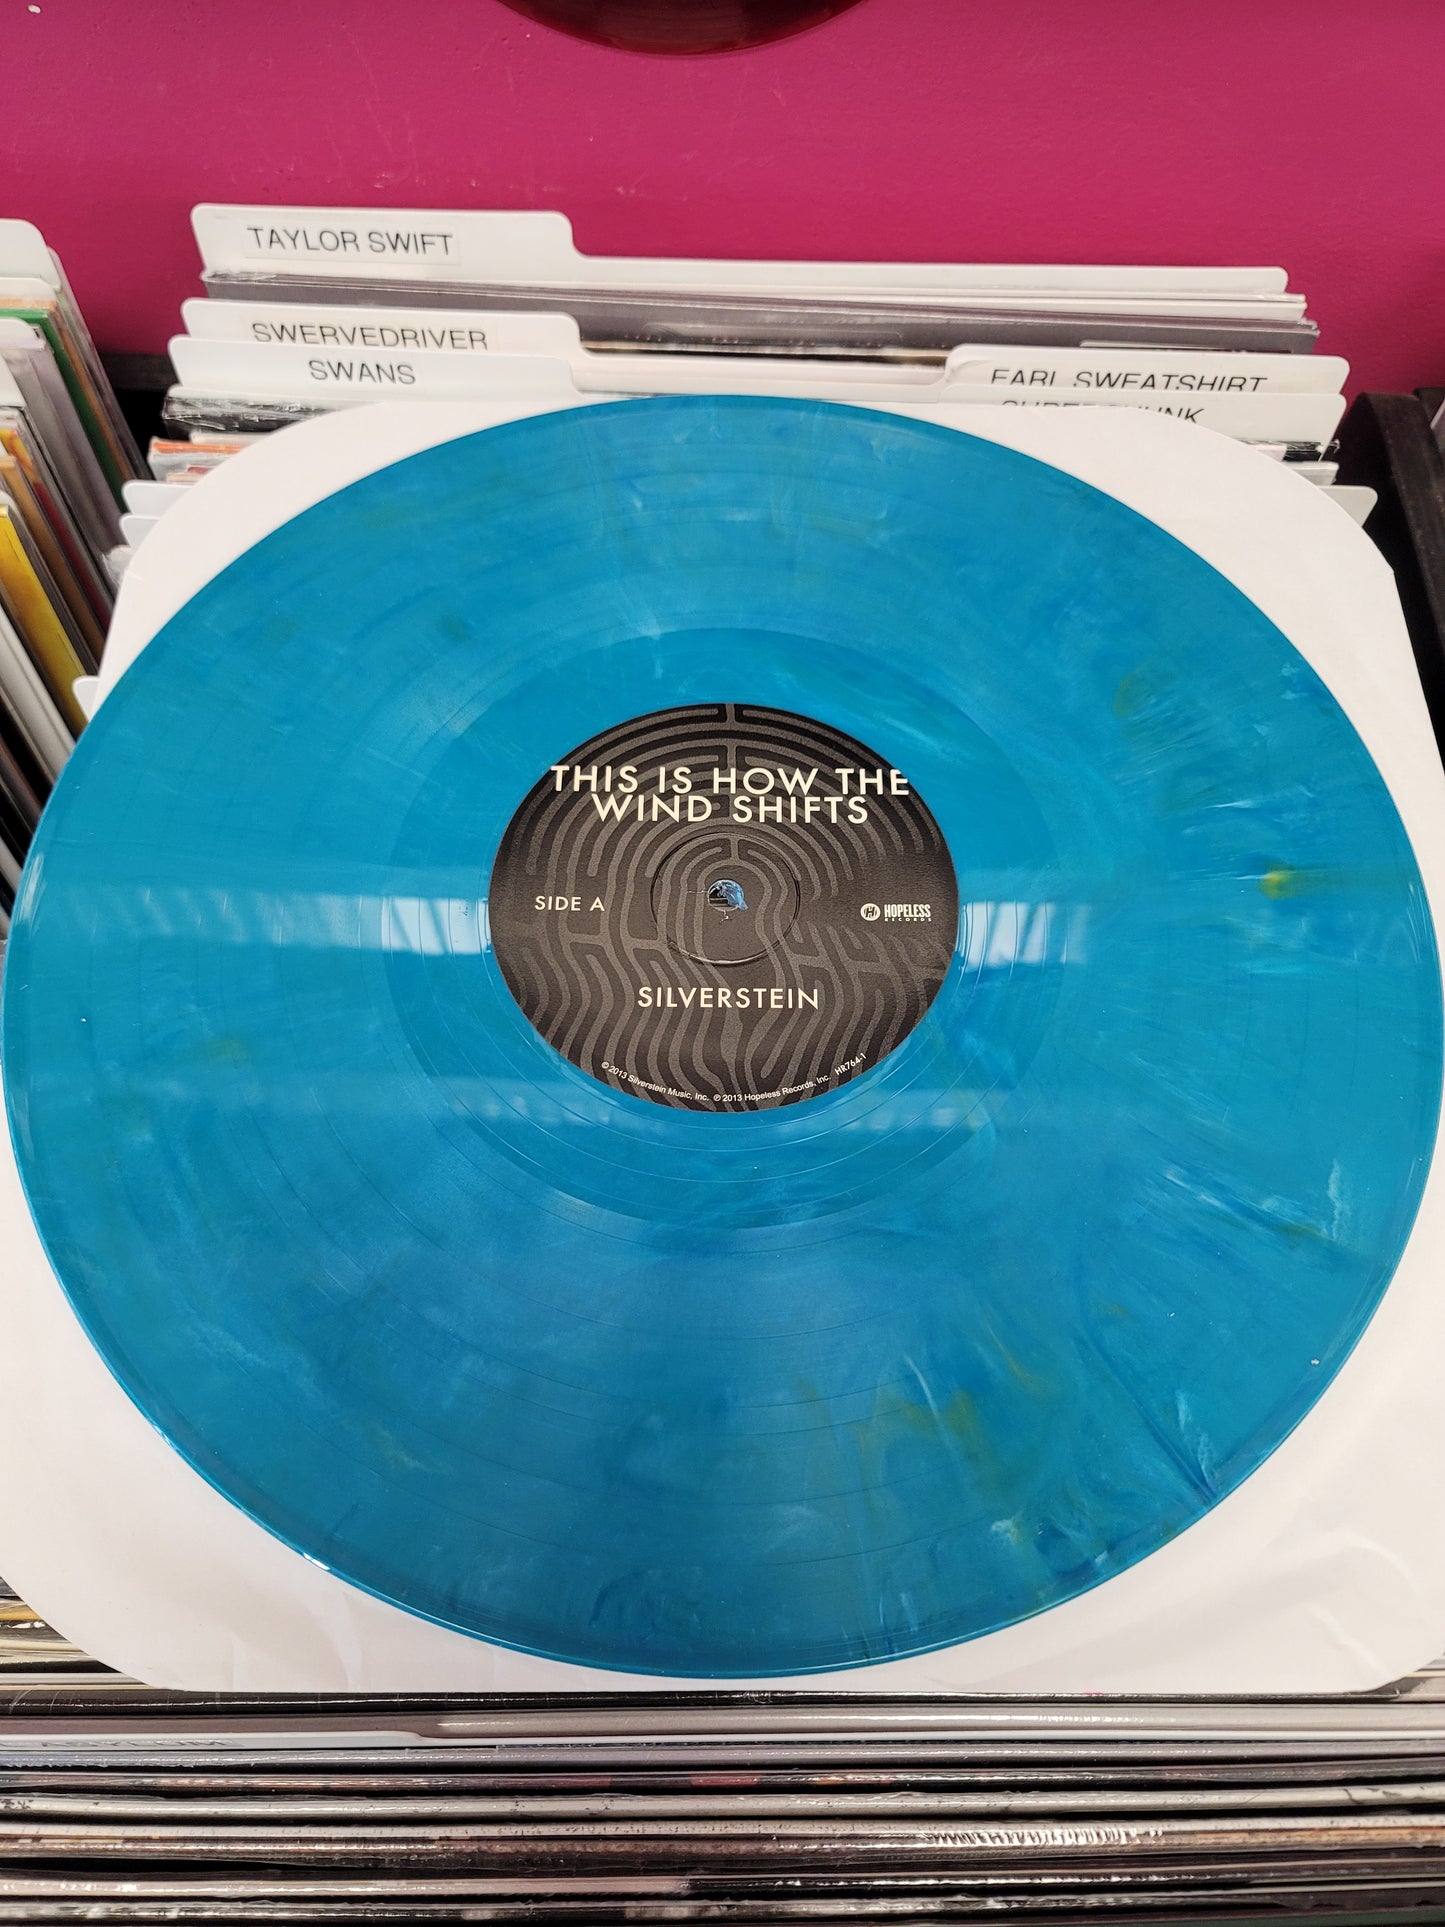 TAYLOR SWIFT
SWERVEDRIVER
SWANS
EARL SWEATSHIRT
THIS IS HOW THE
WIND SHIFTS
SIDE A
HOPELESS
RECORDS
SILVERSTEIN
© 2013 Silverstein Music, Inc. ℗ 2013 Hopeless Records, Inc. HR764-1